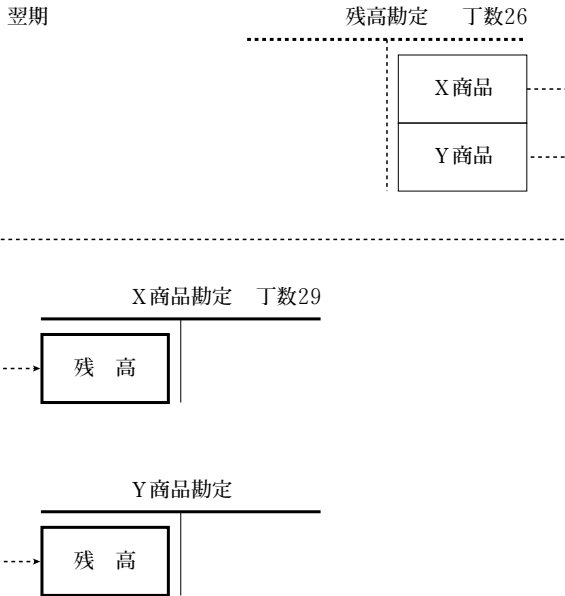 翌期
残高勘定 丁数26
X商品
Y商品
X商品勘定 丁数29
残 高
Y商品勘定
残 高